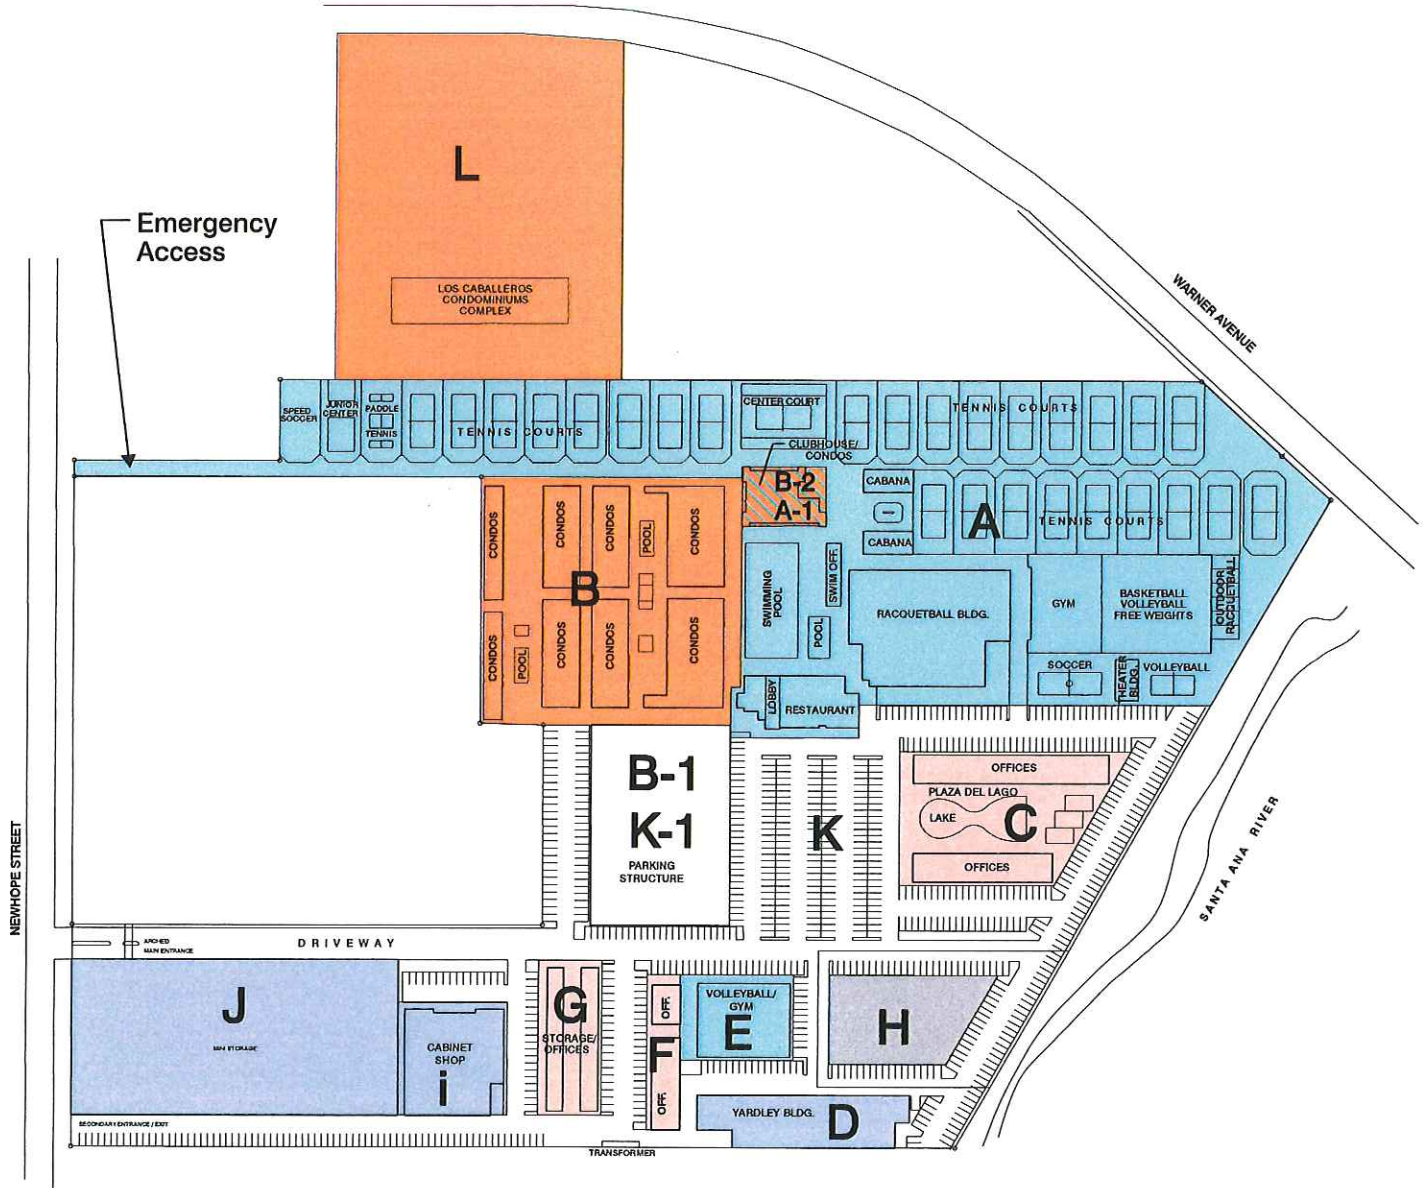 L
Emergency
Access
LOS CABALLEROS
CONDOMINIUMS
COMPLEX
WARNER AVENUE
SPEED
SOCCER
JUNIOR
CENTER
PADDLE
TENNIS
TENNIS COURTS
CENTER COURT
TENNIS COURTS
CLUBHOUSE/
CONDOS
B-2
A-1
CABANA
CABANA
A
TENNIS COURTS
CONDOS
CONDOS
CONDOS
POOL
CONDOS
B
CONDOS
POOL
CONDOS
CONDOS
CONDOS
SWIMMING
POOL
SWIM OFF.
POOL
RACQUETBALL BLDG.
GYM
BASKETBALL
VOLLEYBALL
FREE WEIGHTS
OUTDOOR
RACQUETBALL
SOCCER
THEATER
BLDG.
VOLLEYBALL
LOBBY
RESTAURANT
B-1
K-1
PARKING
STRUCTURE
K
OFFICES
PLAZA DEL LAGO
LAKE
C
OFFICES
SANTA ANA RIVER
NEWHOPE STREET
ARCHED
MAIN ENTRANCE
DRIVEWAY
J
MINI STORAGE
CABINET
SHOP
i
G
STORAGE/
OFFICES
OFF.
F
OFF.
VOLLEYBALL/
GYM
E
H
YARDLEY BLDG.
D
SECONDARY ENTRANCE / EXIT
TRANSFORMER